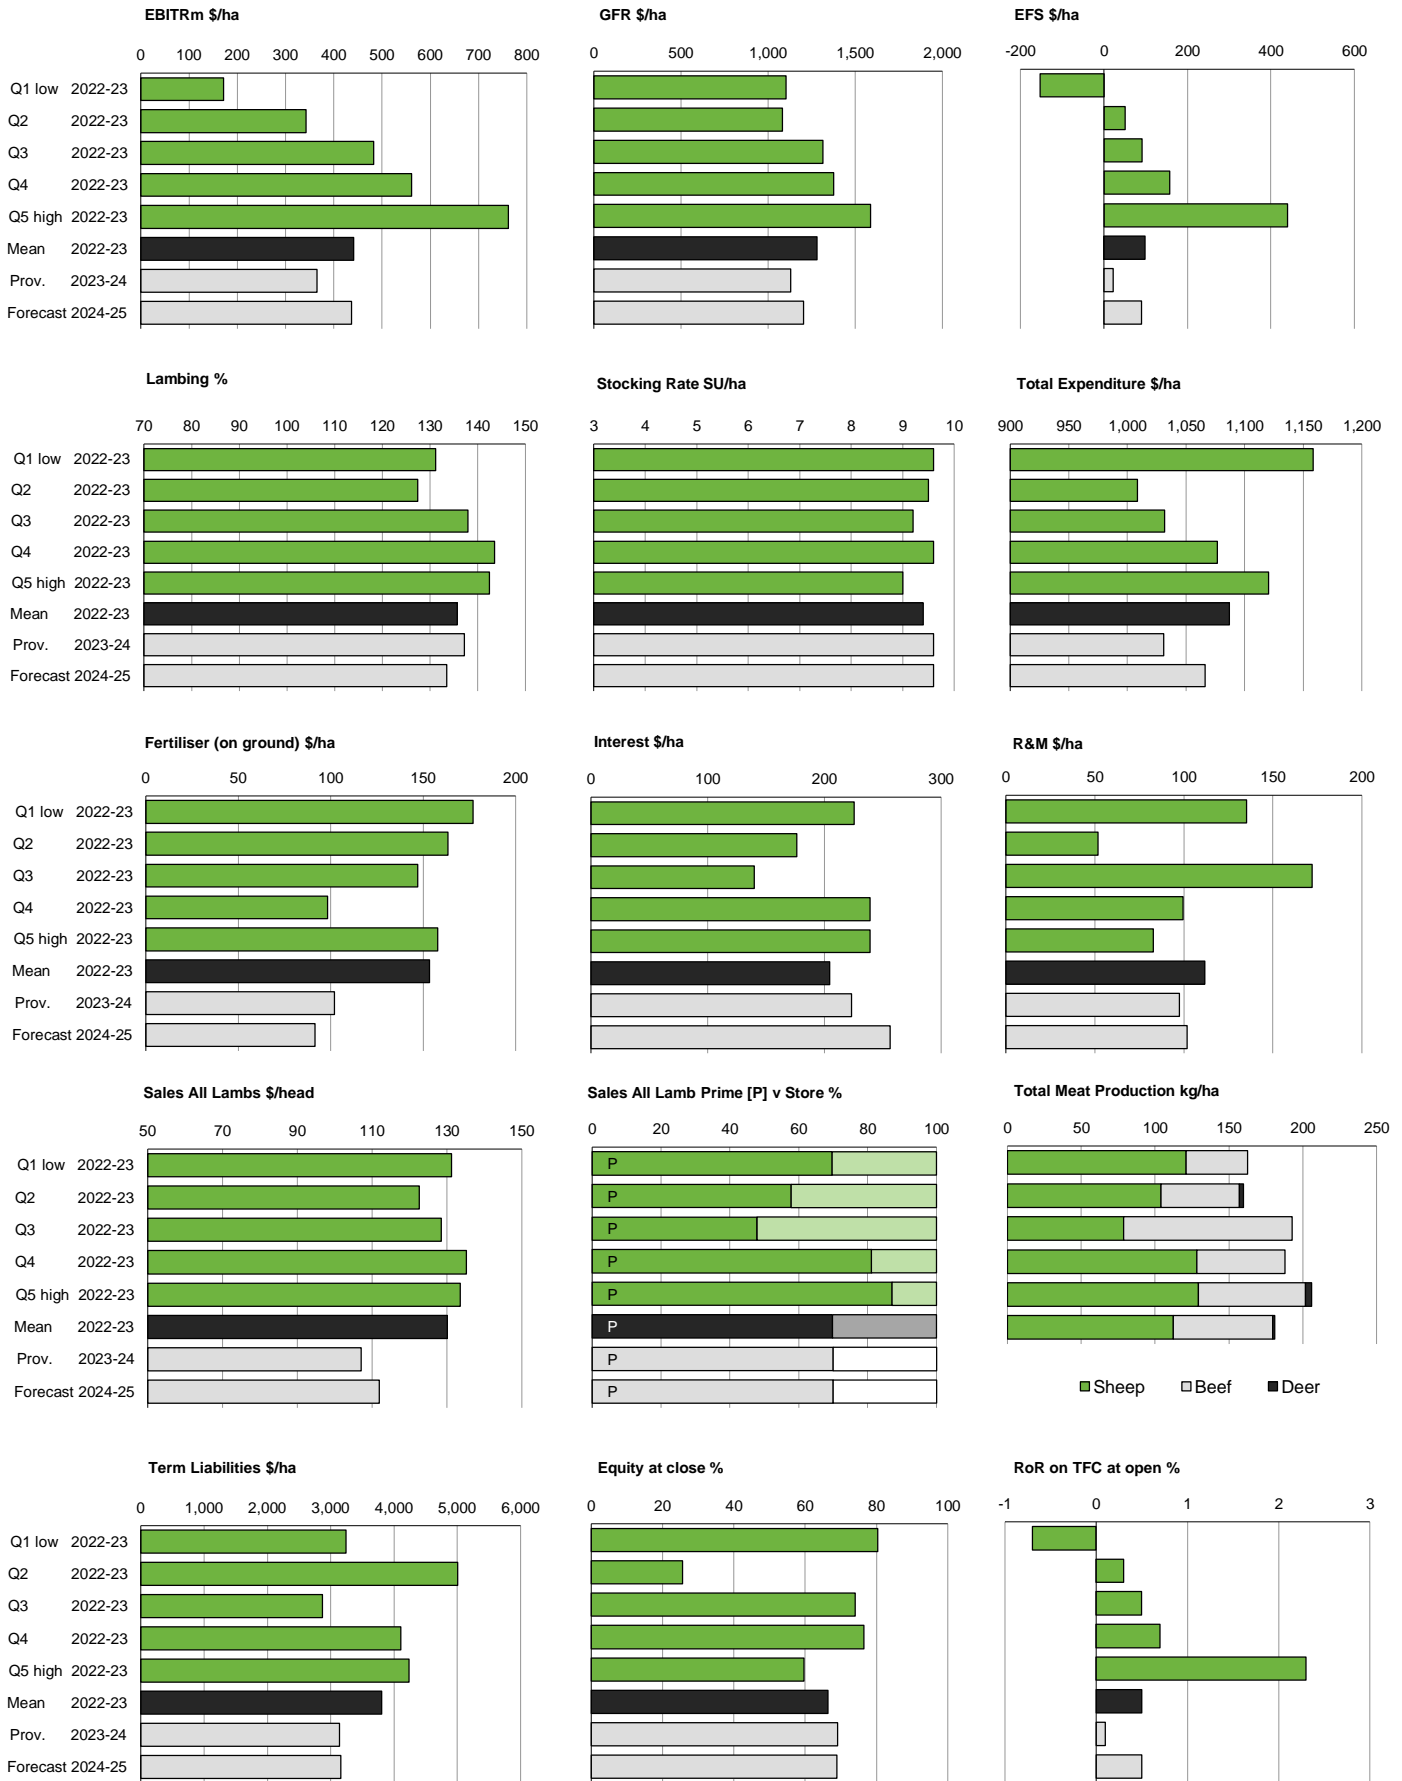 EBITRm $/ha
0 100 200 300 400 500 600 700 800
Q1 low 2022-23
Q2 2022-23
Q3 2022-23
Q4 2022-23
Q5 high 2022-23
Mean 2022-23
Prov. 2023-24
Forecast 2024-25
GFR $/ha
0 500 1,000 1,500 2,000
EFS $/ha
-200 0 200 400 600
Lambing %
70 80 90 100 110 120 130 140 150
Q1 low 2022-23
Q2 2022-23
Q3 2022-23
Q4 2022-23
Q5 high 2022-23
Mean 2022-23
Prov. 2023-24
Forecast 2024-25
Stocking Rate SU/ha
3 4 5 6 7 8 9 10
Total Expenditure $/ha
900 950 1,000 1,050 1,100 1,150 1,200
Fertiliser (on ground) $/ha
0 50 100 150 200
Q1 low 2022-23
Q2 2022-23
Q3 2022-23
Q4 2022-23
Q5 high 2022-23
Mean 2022-23
Prov. 2023-24
Forecast 2024-25
Interest $/ha
0 100 200 300
R&M $/ha
0 50 100 150 200
Sales All Lambs $/head
50 70 90 110 130 150
Q1 low 2022-23
Q2 2022-23
Q3 2022-23
Q4 2022-23
Q5 high 2022-23
Mean 2022-23
Prov. 2023-24
Forecast 2024-25
Sales All Lamb Prime [P] v Store %
0 20 40 60 80 100
P
P
P
P
P
P
P
P
Total Meat Production kg/ha
0 50 100 150 200 250
Sheep Beef Deer
Term Liabilities $/ha
0 1,000 2,000 3,000 4,000 5,000 6,000
Q1 low 2022-23
Q2 2022-23
Q3 2022-23
Q4 2022-23
Q5 high 2022-23
Mean 2022-23
Prov. 2023-24
Forecast 2024-25
Equity at close %
0 20 40 60 80 100
RoR on TFC at open %
-1 0 1 2 3